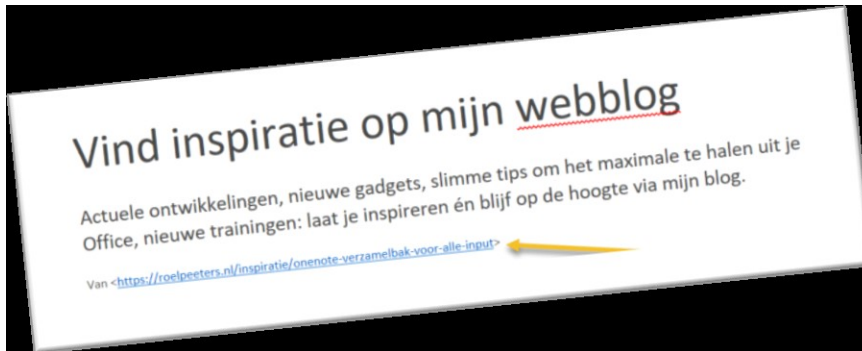 Vind inspiratie op mijn webblog
Actuele ontwikkelingen, nieuwe gadgets, slimme tips om het maximale te halen uit je
Office, nieuwe trainingen: laat je inspireren én blijf op de hoogte via mijn blog.
Van <https://roelpeeters.nl/inspiratie/onenote-verzamelbak-voor-alle-input>